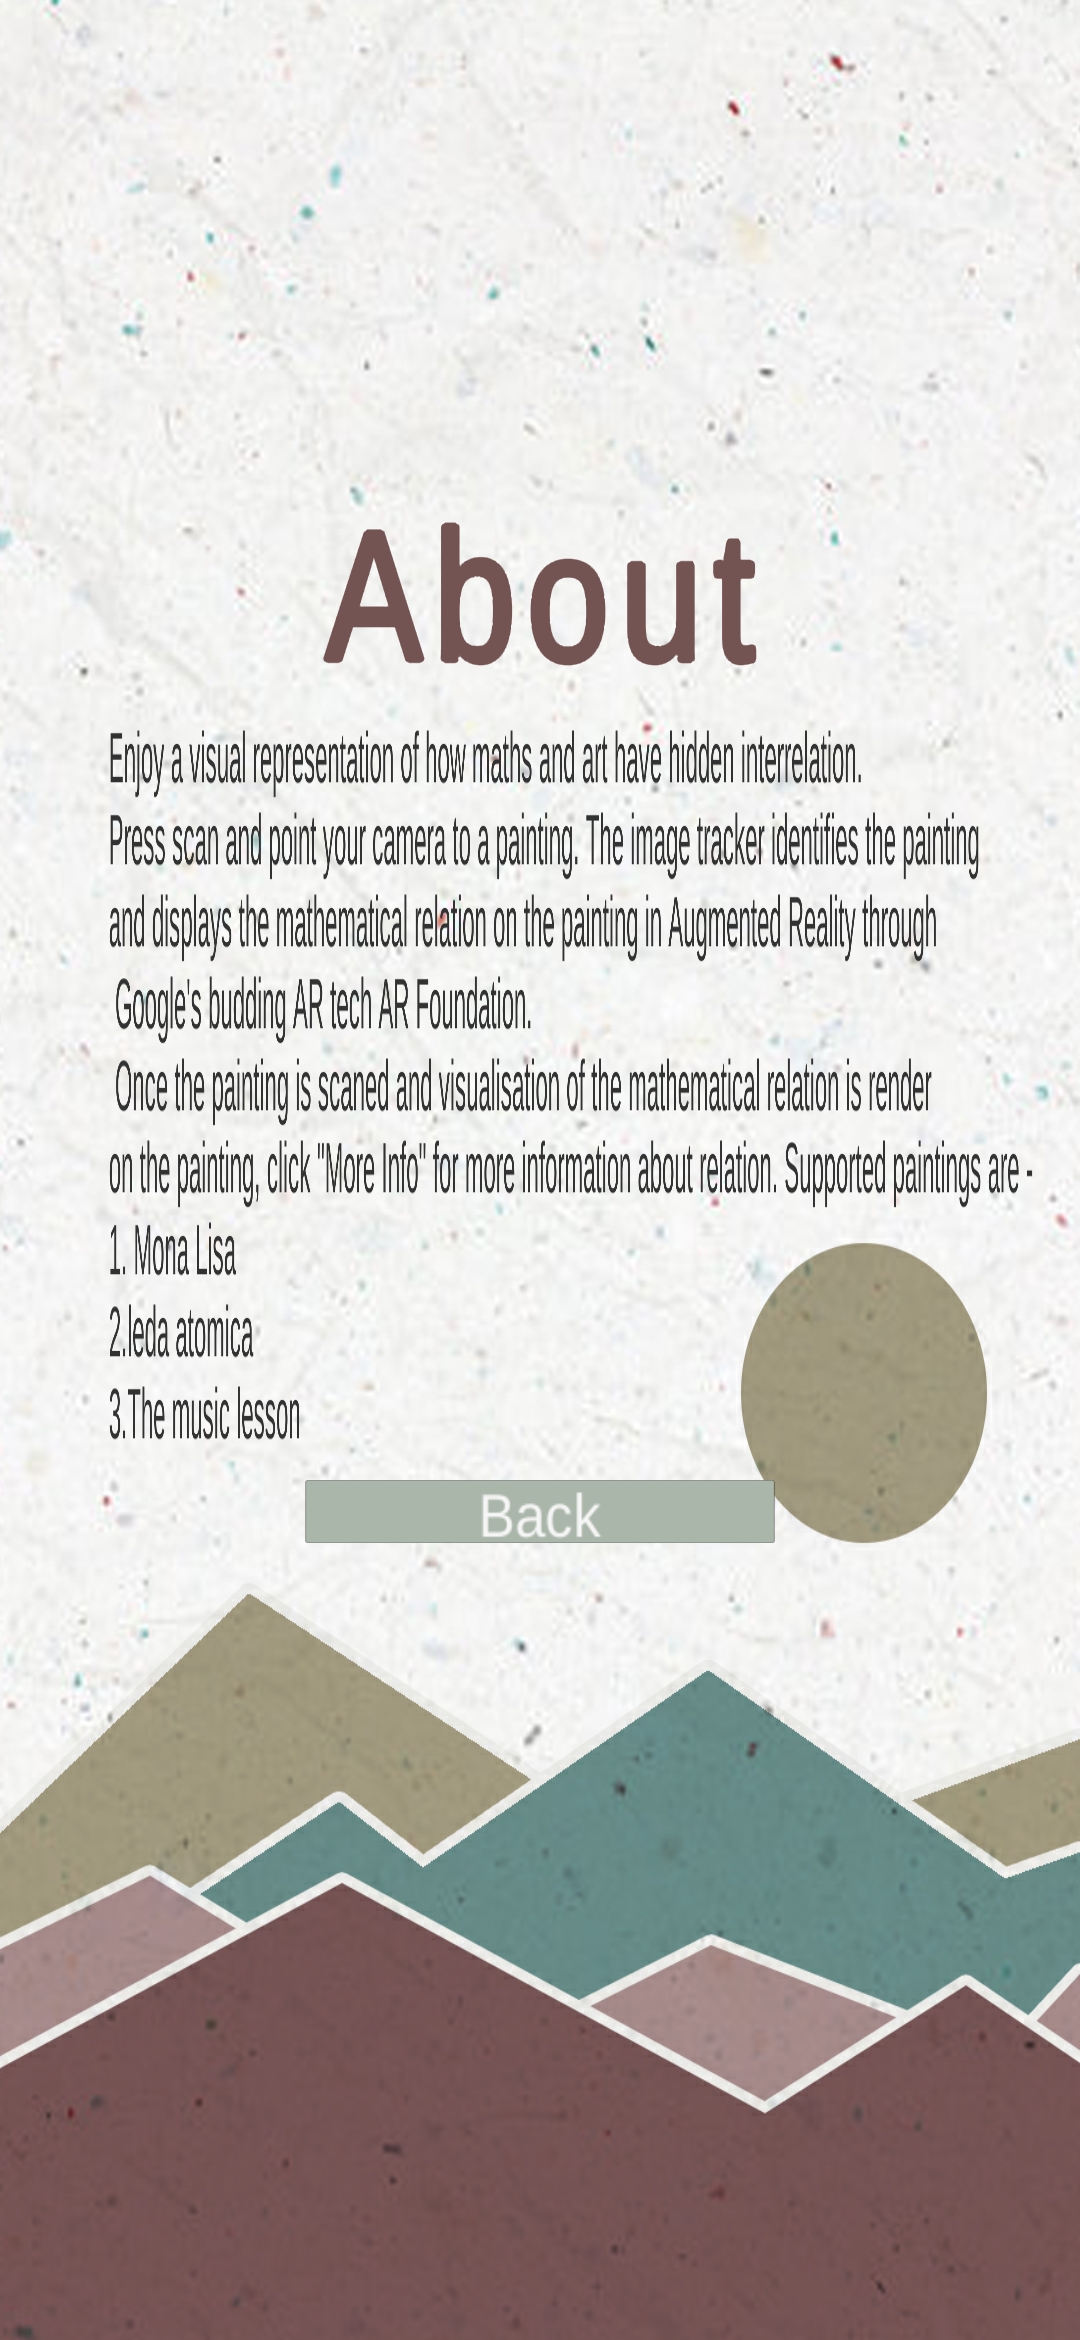 About
Enjoy a visual representation of how maths and art have hidden interrelation.
Press scan and point your camera to a painting. The image tracker identifies the painting
and displays the mathematical relation on the painting in Augmented Reality through
Google's budding AR tech AR Foundation.
Once the painting is scaned and visualisation of the mathematical relation is render
on the painting, click "More Info" for more information about relation. Supported paintings are -
1. Mona Lisa
2.leda atomica
3.The music lesson
Back